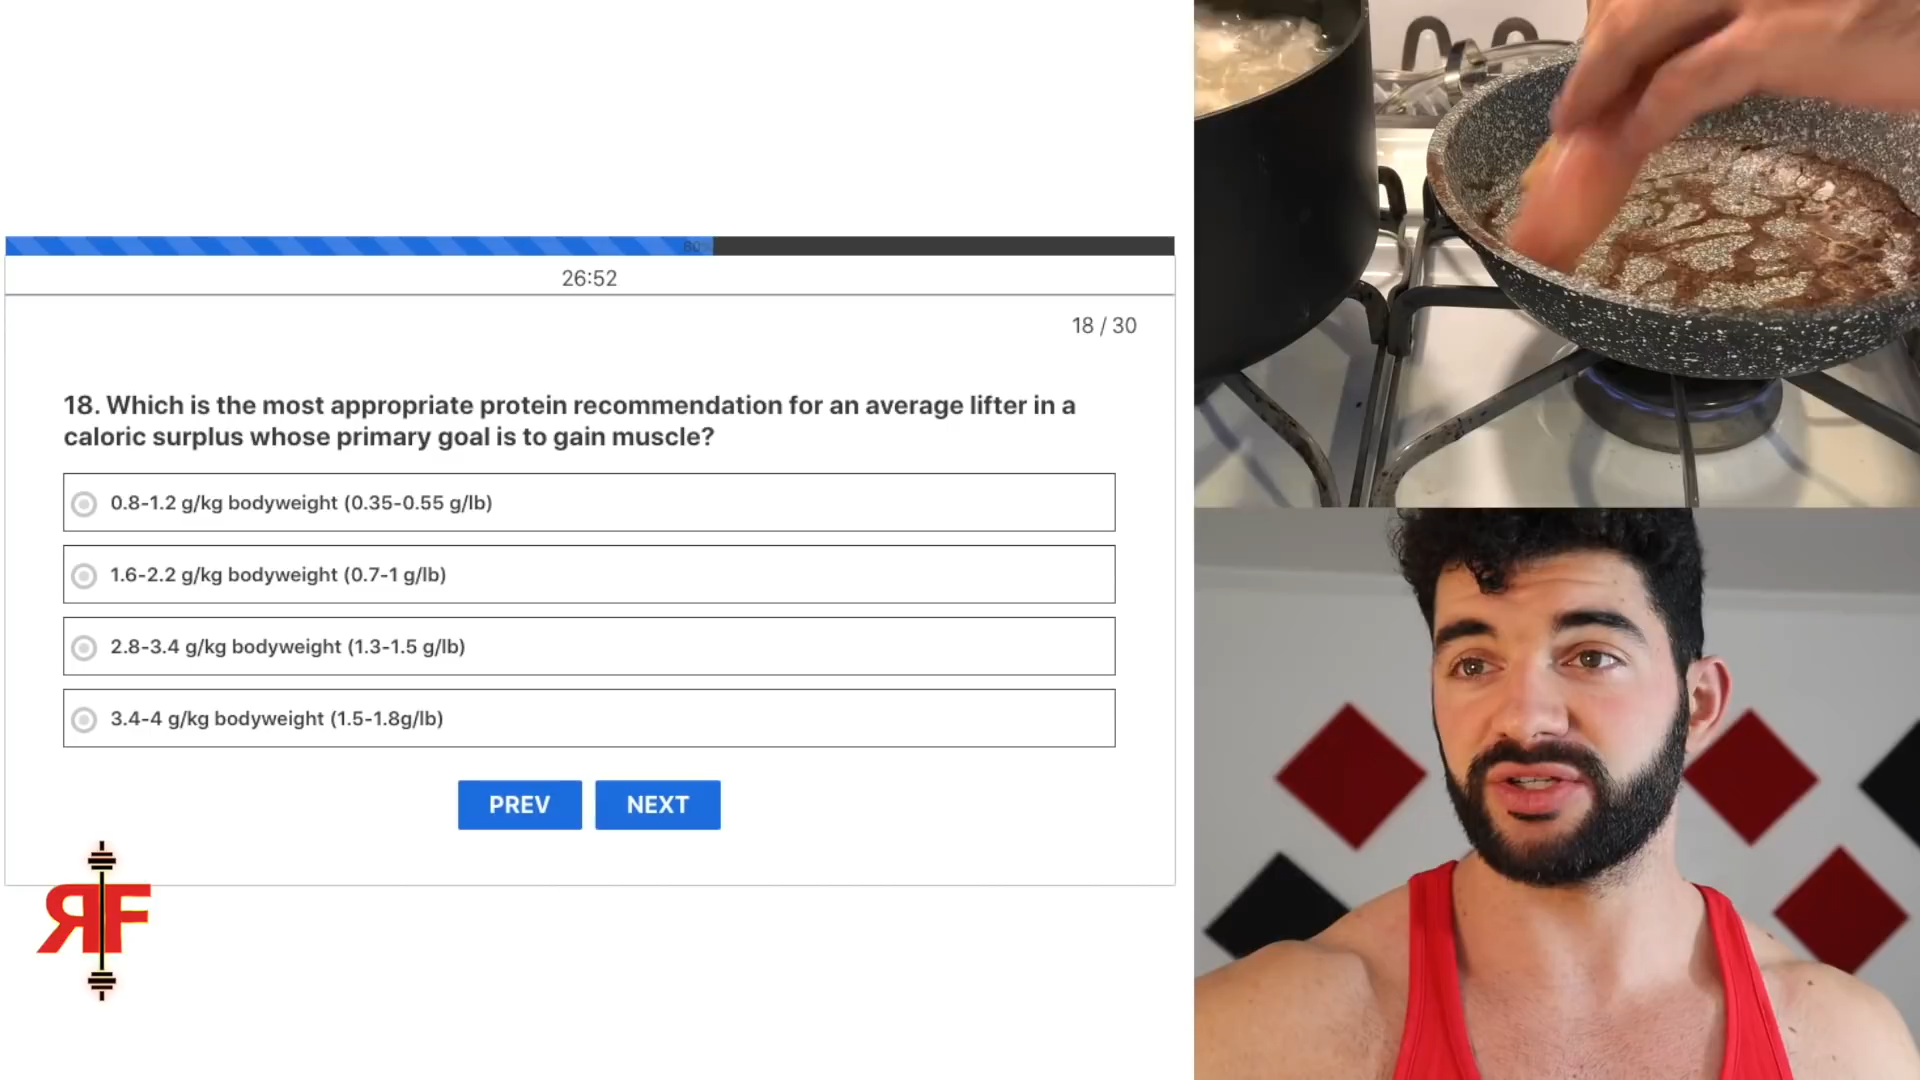 80%
26:52
18 / 30
18. Which is the most appropriate protein recommendation for an average lifter in a
caloric surplus whose primary goal is to gain muscle?
0.8-1.2 g/kg bodyweight (0.35-0.55 g/lb)
1.6-2.2 g/kg bodyweight (0.7-1 g/lb)
2.8-3.4 g/kg bodyweight (1.3-1.5 g/lb)
3.4-4 g/kg bodyweight (1.5-1.8g/lb)
PREV NEXT
RF